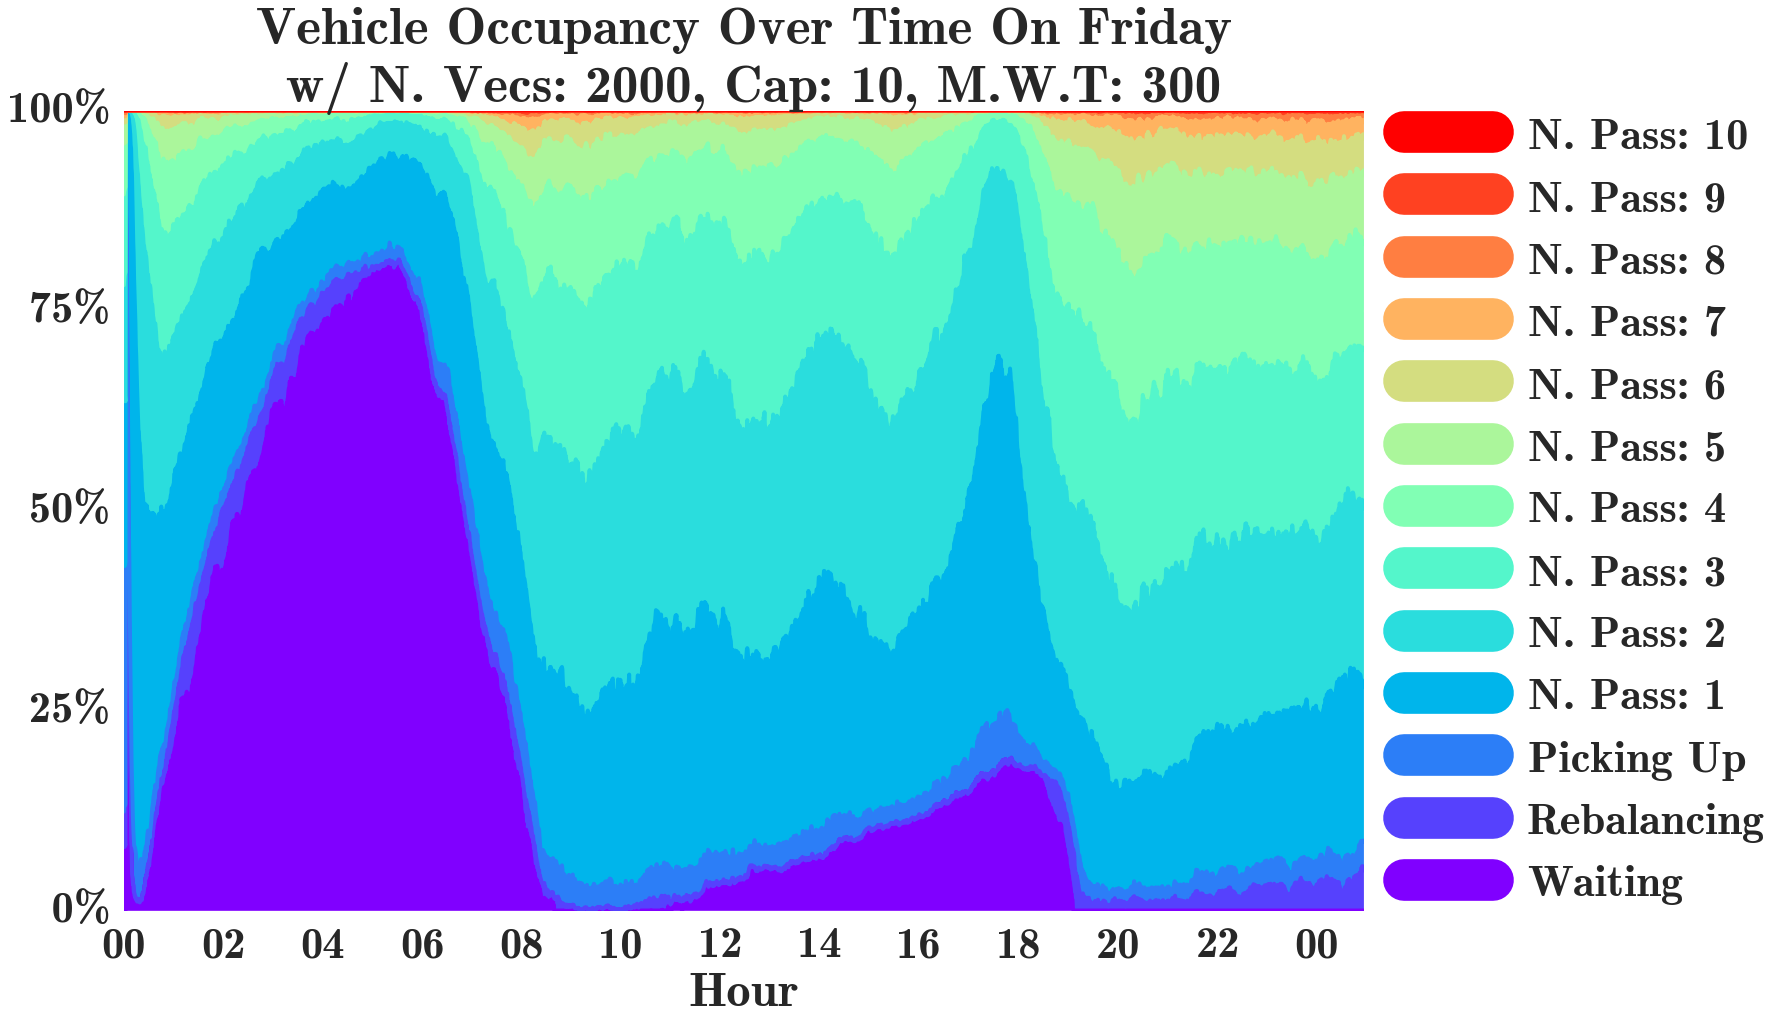 Vehicle Occupancy Over Time On Friday
w/ N. Vecs: 2000, Cap: 10, M.W.T: 300
100%
75%
50%
25%
0%
00 02 04 06 08 10 12 14 16 18 20 22 00
Hour
N. Pass: 10
N. Pass: 9
N. Pass: 8
N. Pass: 7
N. Pass: 6
N. Pass: 5
N. Pass: 4
N. Pass: 3
N. Pass: 2
N. Pass: 1
Picking Up
Rebalancing
Waiting